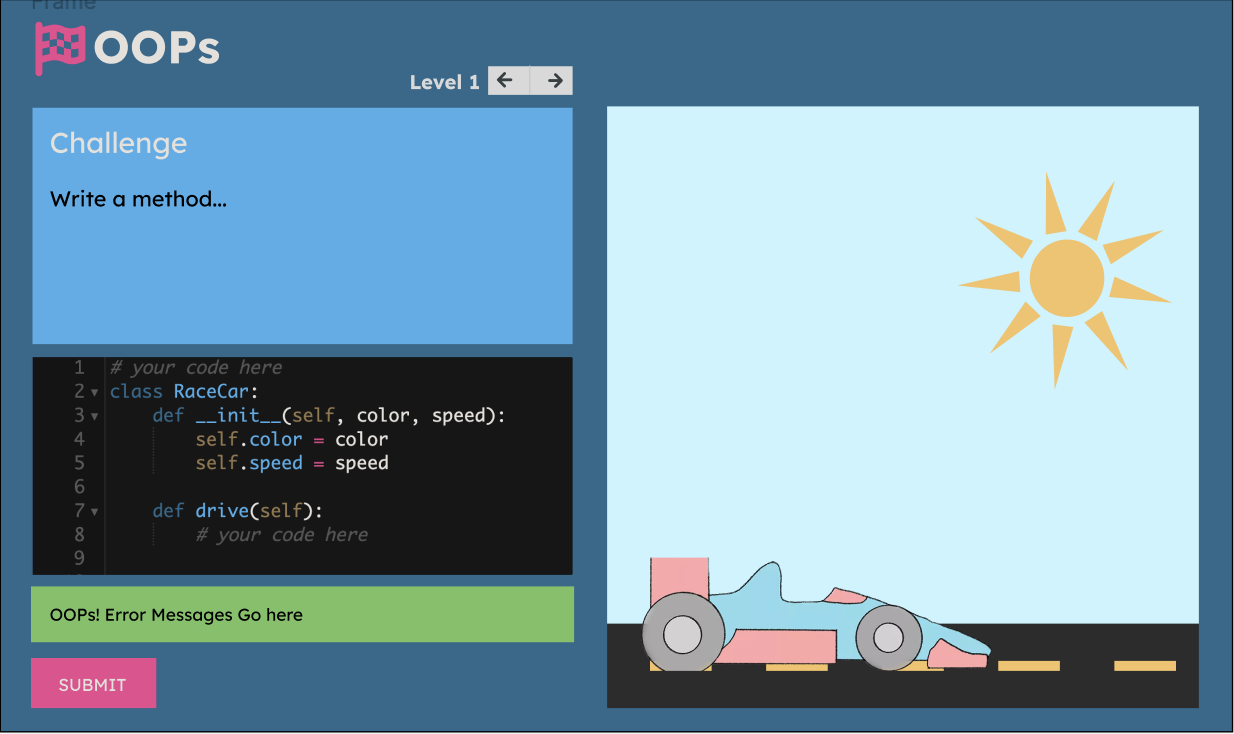 Frame
OOPs
Level 1
Challenge
Write a method...
1 # your code here
2 class RaceCar:
3     def __init__(self, color, speed):
4         self.color = color
5         self.speed = speed
6
7     def drive(self):
8         # your code here
9
OOPs! Error Messages Go here
SUBMIT